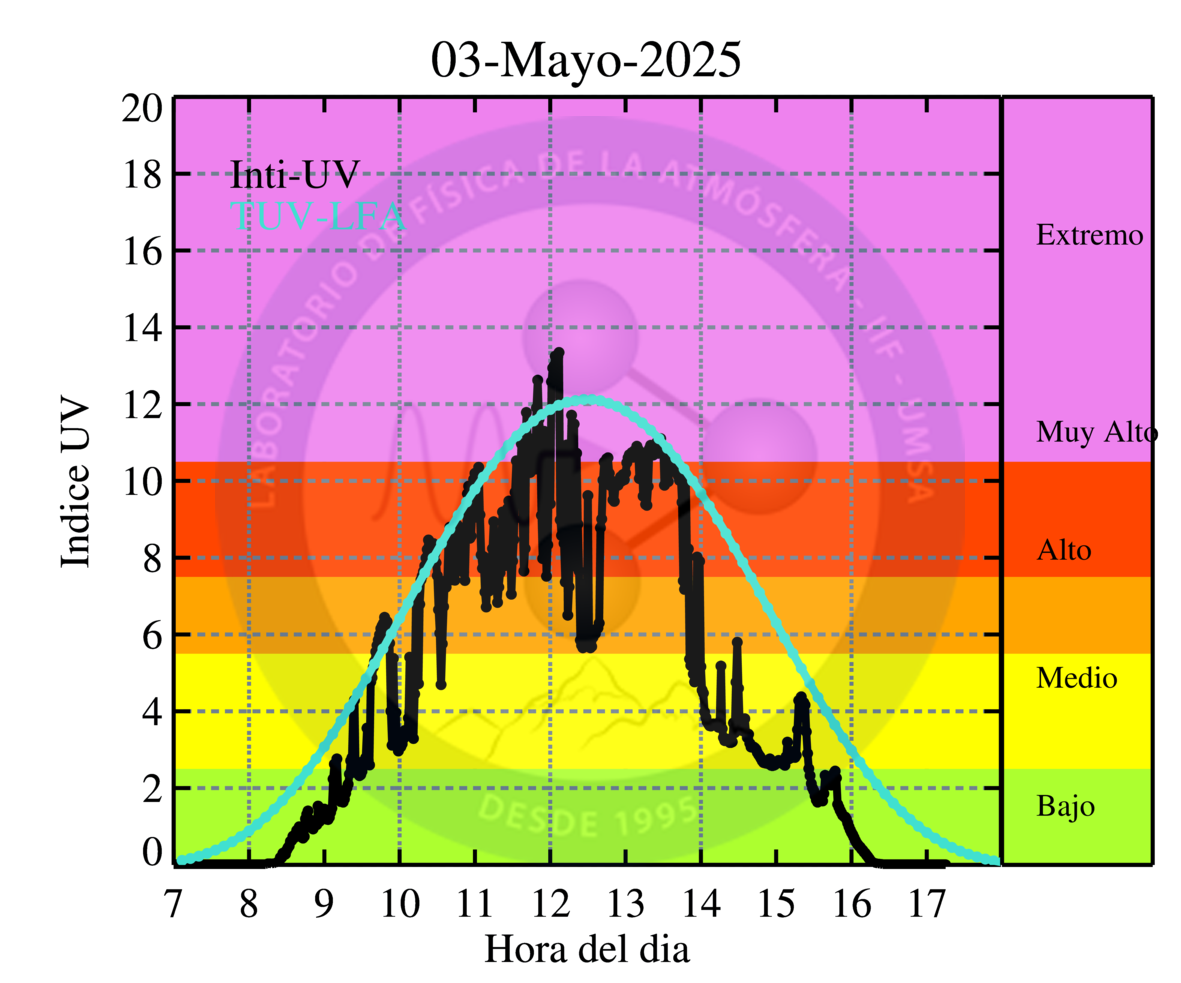 03-Mayo-2025
Indice UV
20
18
16
14
12
10
8
6
4
2
0
Inti-UV
TUV-LFA
LABORATORIO DE FÍSICA DE LA ATMÓSFERA - IIF - UMSA
DESDE 1995
Extremo
Muy Alto
Alto
Medio
Bajo
7 8 9 10 11 12 13 14 15 16 17
Hora del dia